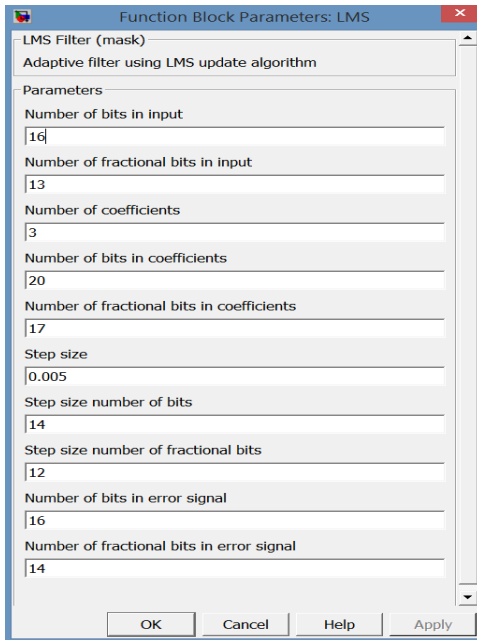 Function Block Parameters: LMS
LMS Filter (mask)
Adaptive filter using LMS update algorithm
Parameters
Number of bits in input
16
Number of fractional bits in input
13
Number of coefficients
3
Number of bits in coefficients
20
Number of fractional bits in coefficients
17
Step size
0.005
Step size number of bits
14
Step size number of fractional bits
12
Number of bits in error signal
16
Number of fractional bits in error signal
14
OK Cancel Help Apply